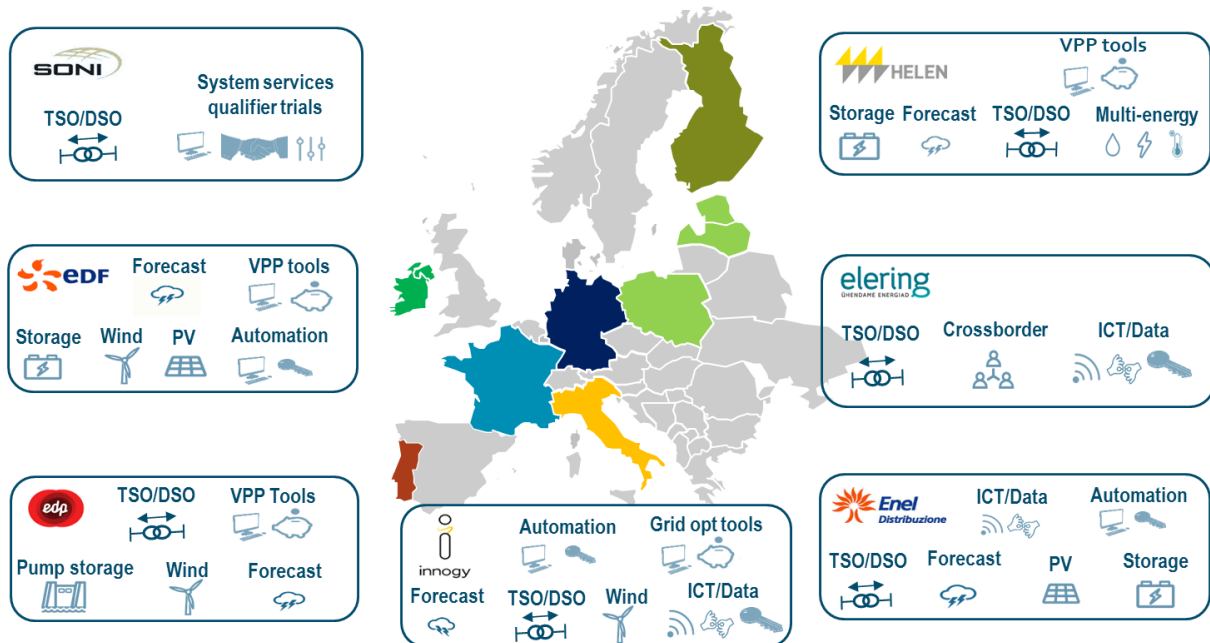 SONI
TSO/DSO
System services
qualifier trials
HELEN
VPP tools
Storage
Forecast
TSO/DSO
Multi-energy
eDF
Forecast
VPP tools
Storage
Wind
PV
Automation
elering
ÜHENDAME ENERGIAD
TSO/DSO
Crossborder
ICT/Data
edp
TSO/DSO
VPP Tools
Pump storage
Wind
Forecast
innogy
Automation
Grid opt tools
Forecast
TSO/DSO
Wind
ICT/Data
Enel
Distribuzione
ICT/Data
Automation
TSO/DSO
Forecast
PV
Storage